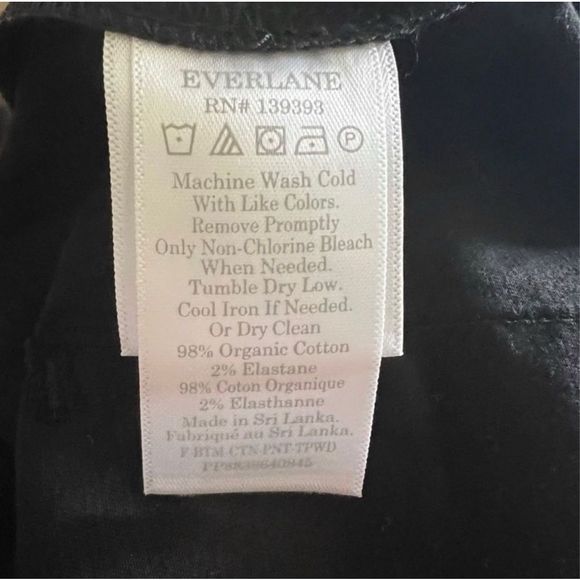 EVERLANE
RN# 139393
P
Machine Wash Cold
With Like Colors.
Remove Promptly
Only Non-Chlorine Bleach
When Needed.
Tumble Dry Low.
Cool Iron If Needed.
Or Dry Clean
98% Organic Cotton
2% Elastane
98% Coton Organique
2% Elasthanne
Made in Sri Lanka.
Fabriqué au Sri Lanka.
F-BTM-CTN-PNT-TPWD